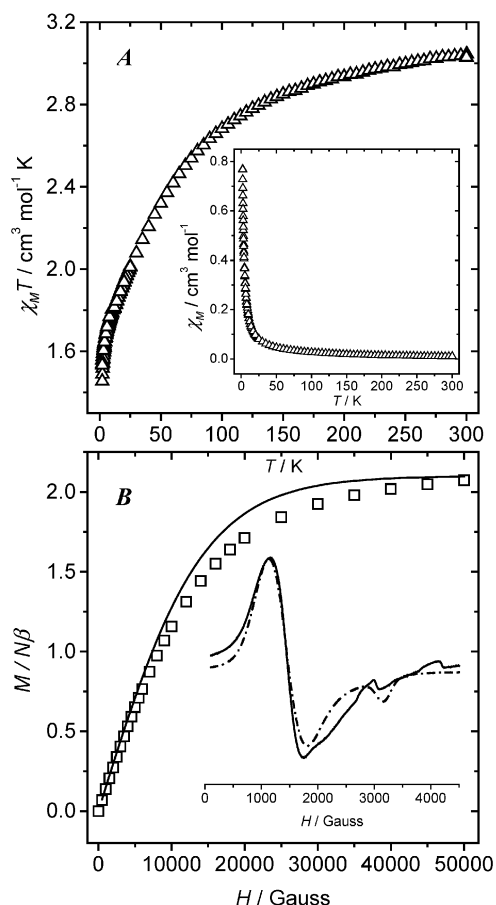 A
χMT / cm³ mol⁻¹ K
3.2
2.8
2.4
2.0
1.6
χM / cm³ mol⁻¹
0.8
0.6
0.4
0.2
0.0
0 50 100 150 200 250 300
T / K
0 50 100 150 200 250 300
T / K
B
M / Nβ
2.0
1.5
1.0
0.5
0.0
0 1000 2000 3000 4000
H / Gauss
0 10000 20000 30000 40000 50000
H / Gauss